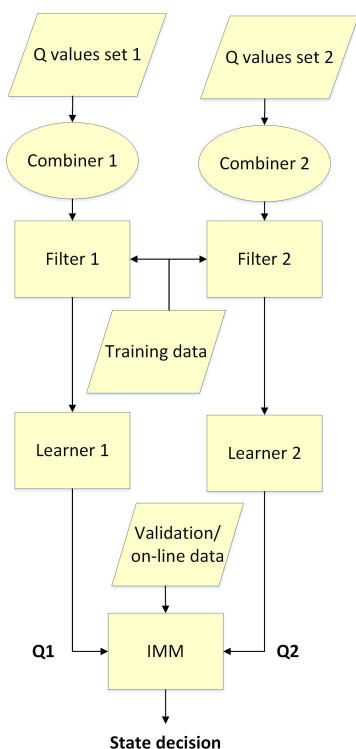 Q values set 1
Q values set 2
Combiner 1
Combiner 2
Filter 1
Filter 2
Training data
Learner 1
Learner 2
Validation/
on-line data
Q1
IMM
Q2
State decision